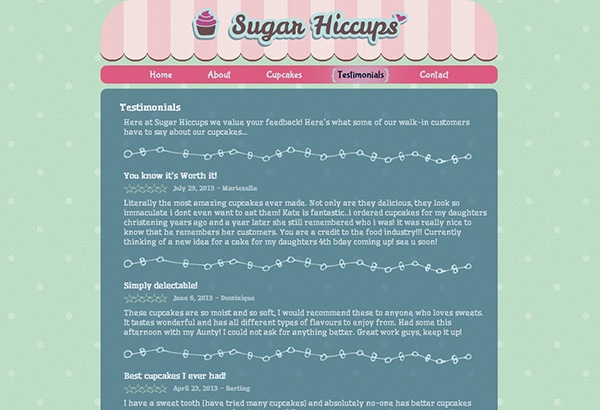 Sugar Hiccups
Home About Cupcakes Testimonials Contact
Testimonials
Here at Sugar Hiccups we value your feedback! Here's what some of our walk-in customers
have to say about our cupcakes...
You know it's Worth it!
July 29, 2013 - Mariezelle
Literally the most amazing cupcakes ever made. Not only are they delicious, they look so
immaculate i dont even want to eat them! Kate is fantastic..i ordered cupcakes for my daughters
christening years ago and a year later she still remembered who i was! it was really nice to
know that he remembers her customers. You are a credit to the food industry!!! Currently
thinking of a new idea for a cake for my daughters 4th bday coming up! see u soon!
Simply delectable!
June 6, 2013 - Dominique
These cupcakes are so moist and so soft, I would recommend these to anyone who loves sweets.
It tastes wonderful and has all different types of flavours to enjoy from. Had some this
afternoon with my Aunty! I could not ask for anything better. Great work guys, keep it up!
Best cupcakes I ever had!
April 23, 2013 - Berting
I have a sweet tooth (have tried many cupcakes) and absolutely no-one has better cupcakes